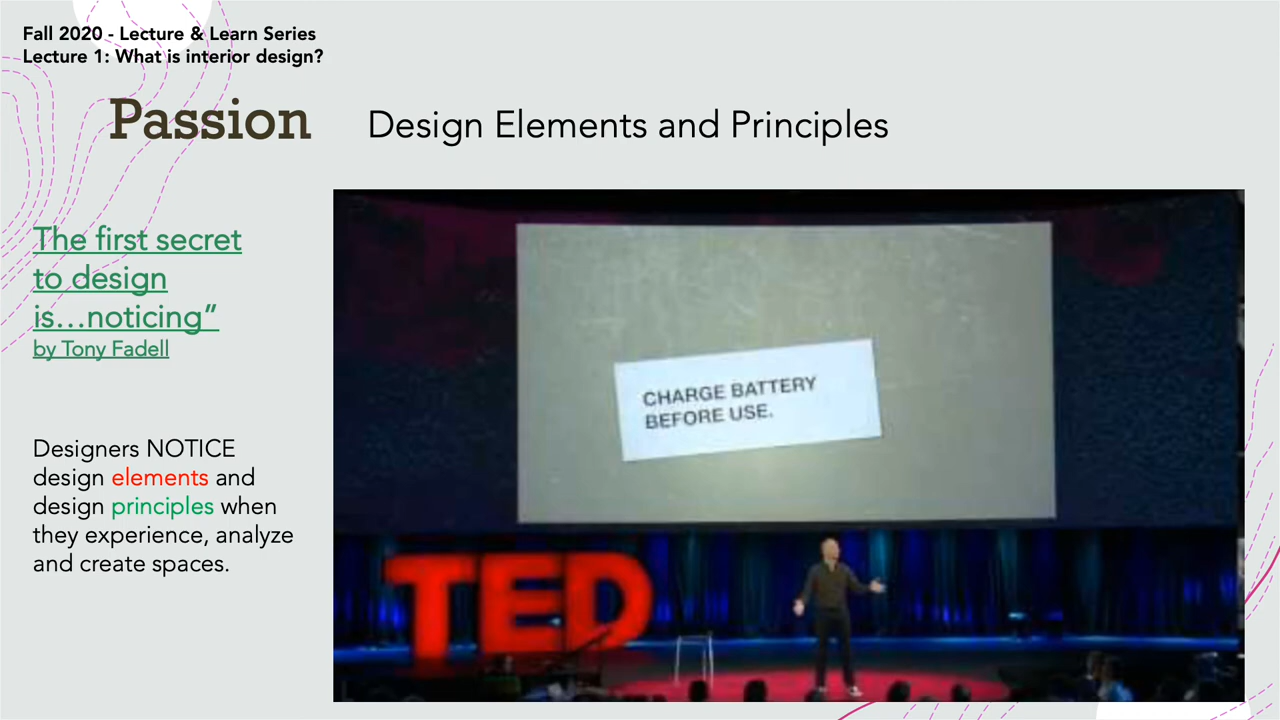 Fall 2020 - Lecture & Learn Series
Lecture 1: What is interior design?
Passion
Design Elements and Principles
The first secret
to design
is…noticing”
by Tony Fadell
Designers NOTICE
design elements and
design principles when
they experience, analyze
and create spaces.
CHARGE BATTERY
BEFORE USE.
TED